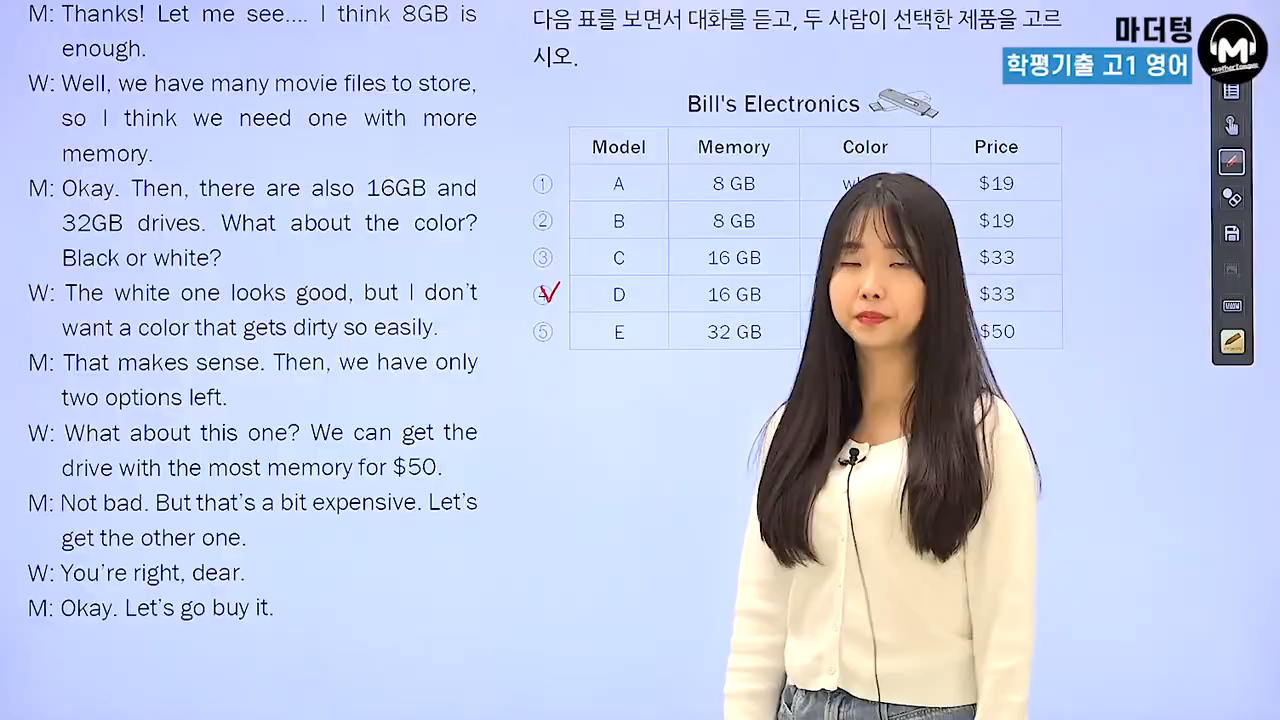 M: Thanks! Let me see.... I think 8GB is
enough.
W: Well, we have many movie files to store,
so I think we need one with more
memory.
M: Okay. Then, there are also 16GB and
32GB drives. What about the color?
Black or white?
W: The white one looks good, but I don't
want a color that gets dirty so easily.
M: That makes sense. Then, we have only
two options left.
W: What about this one? We can get the
drive with the most memory for $50.
M: Not bad. But that's a bit expensive. Let's
get the other one.
W: You're right, dear.
M: Okay. Let's go buy it.
다음 표를 보면서 대화를 듣고, 두 사람이 선택한 제품을 고르
시오.
Bill's Electronics
Model Memory Color Price
① A 8 GB $19
② B 8 GB $19
③ C 16 GB $33
④ D 16 GB $33
⑤ E 32 GB $50
마더텅
학평기출 고1 영어
M